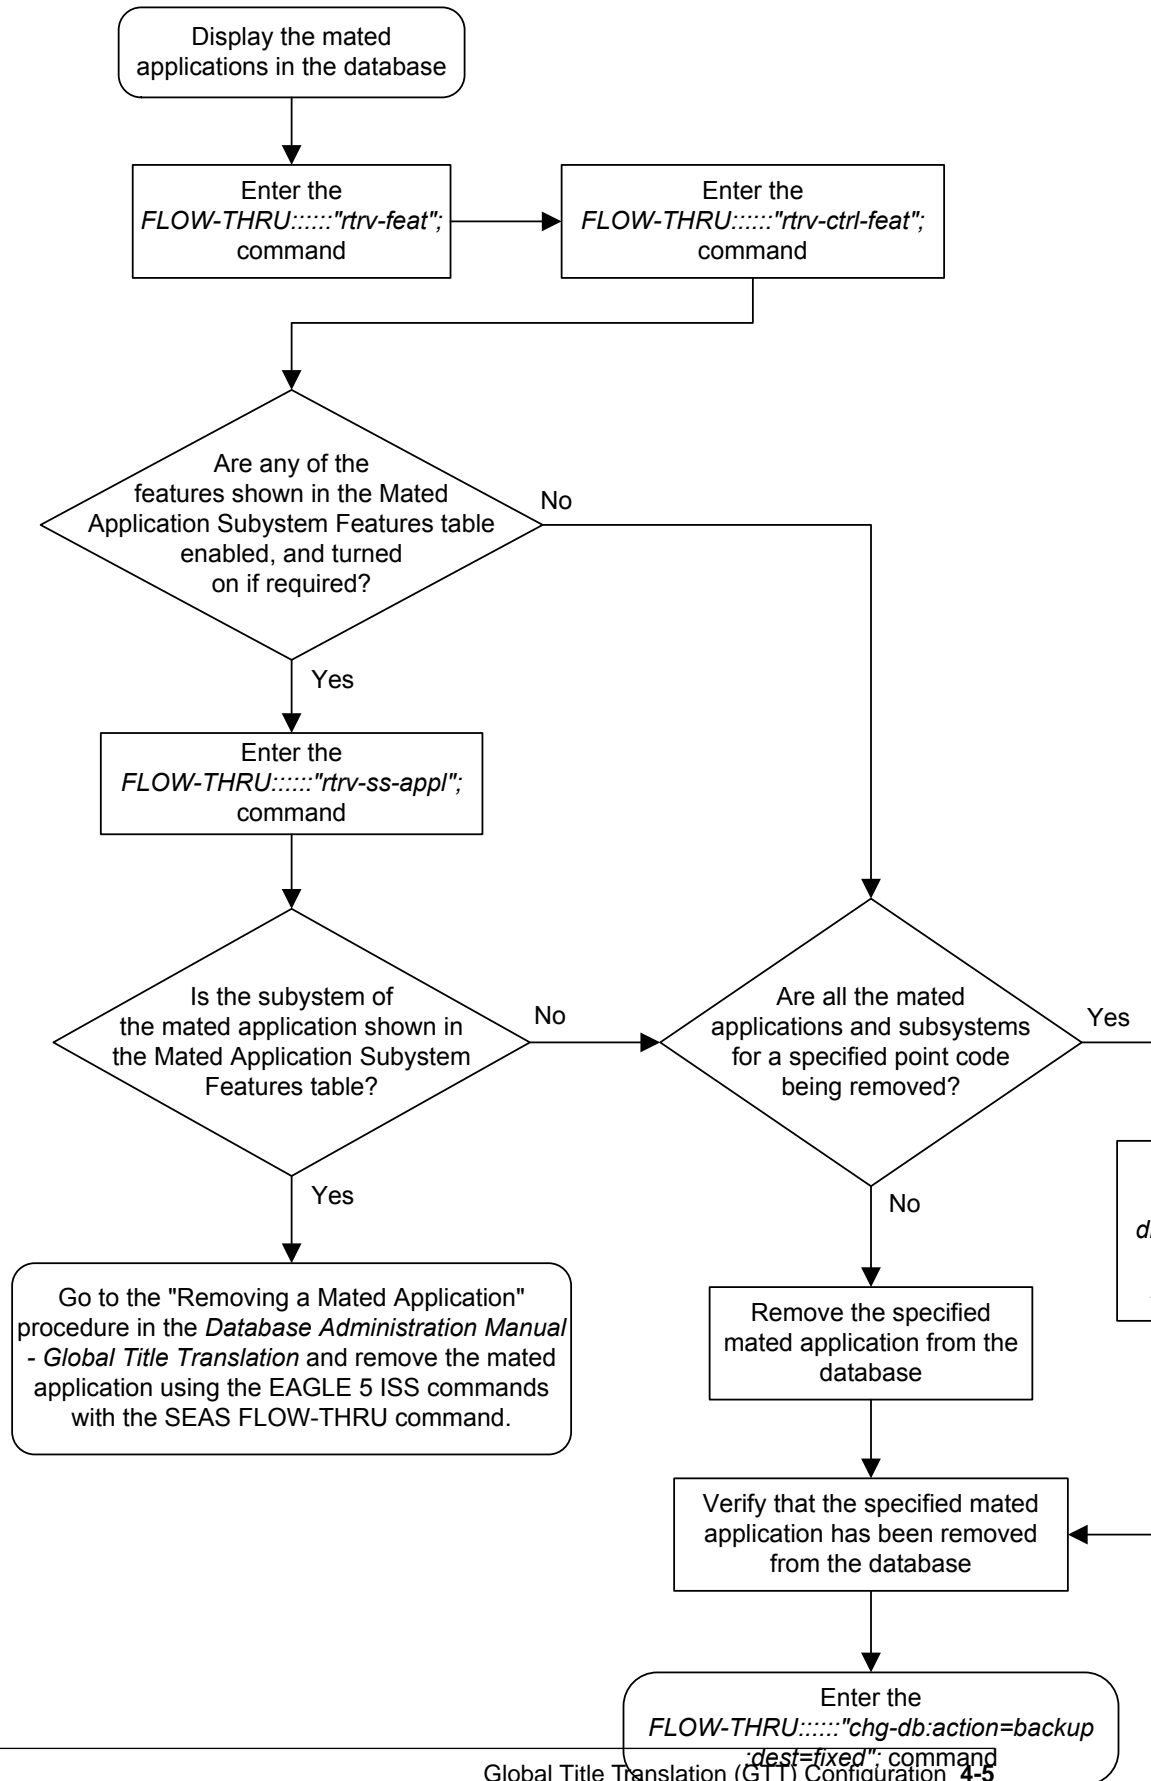 Display the mated
applications in the database
Enter the
FLOW-THRU::::::"rtrv-feat";
command
Enter the
FLOW-THRU::::::"rtrv-ctrl-feat";
command
Are any of the
features shown in the Mated
Application Subystem Features table
enabled, and turned
on if required?
No
Yes
Enter the
FLOW-THRU::::::"rtrv-ss-appl";
command
Is the subystem of
the mated application shown in
the Mated Application Subystem
Features table?
No
Are all the mated
applications and subsystems
for a specified point code
being removed?
Yes
Yes
No
Go to the "Removing a Mated Application"
procedure in the Database Administration Manual
- Global Title Translation and remove the mated
application using the EAGLE 5 ISS commands
with the SEAS FLOW-THRU command.
Remove the specified
mated application from the
database
Verify that the specified mated
application has been removed
from the database
Enter the
FLOW-THRU::::::"chg-db:action=backup
:dest=fixed"; command
Global Title Translation (GTT) Configuration 4-5